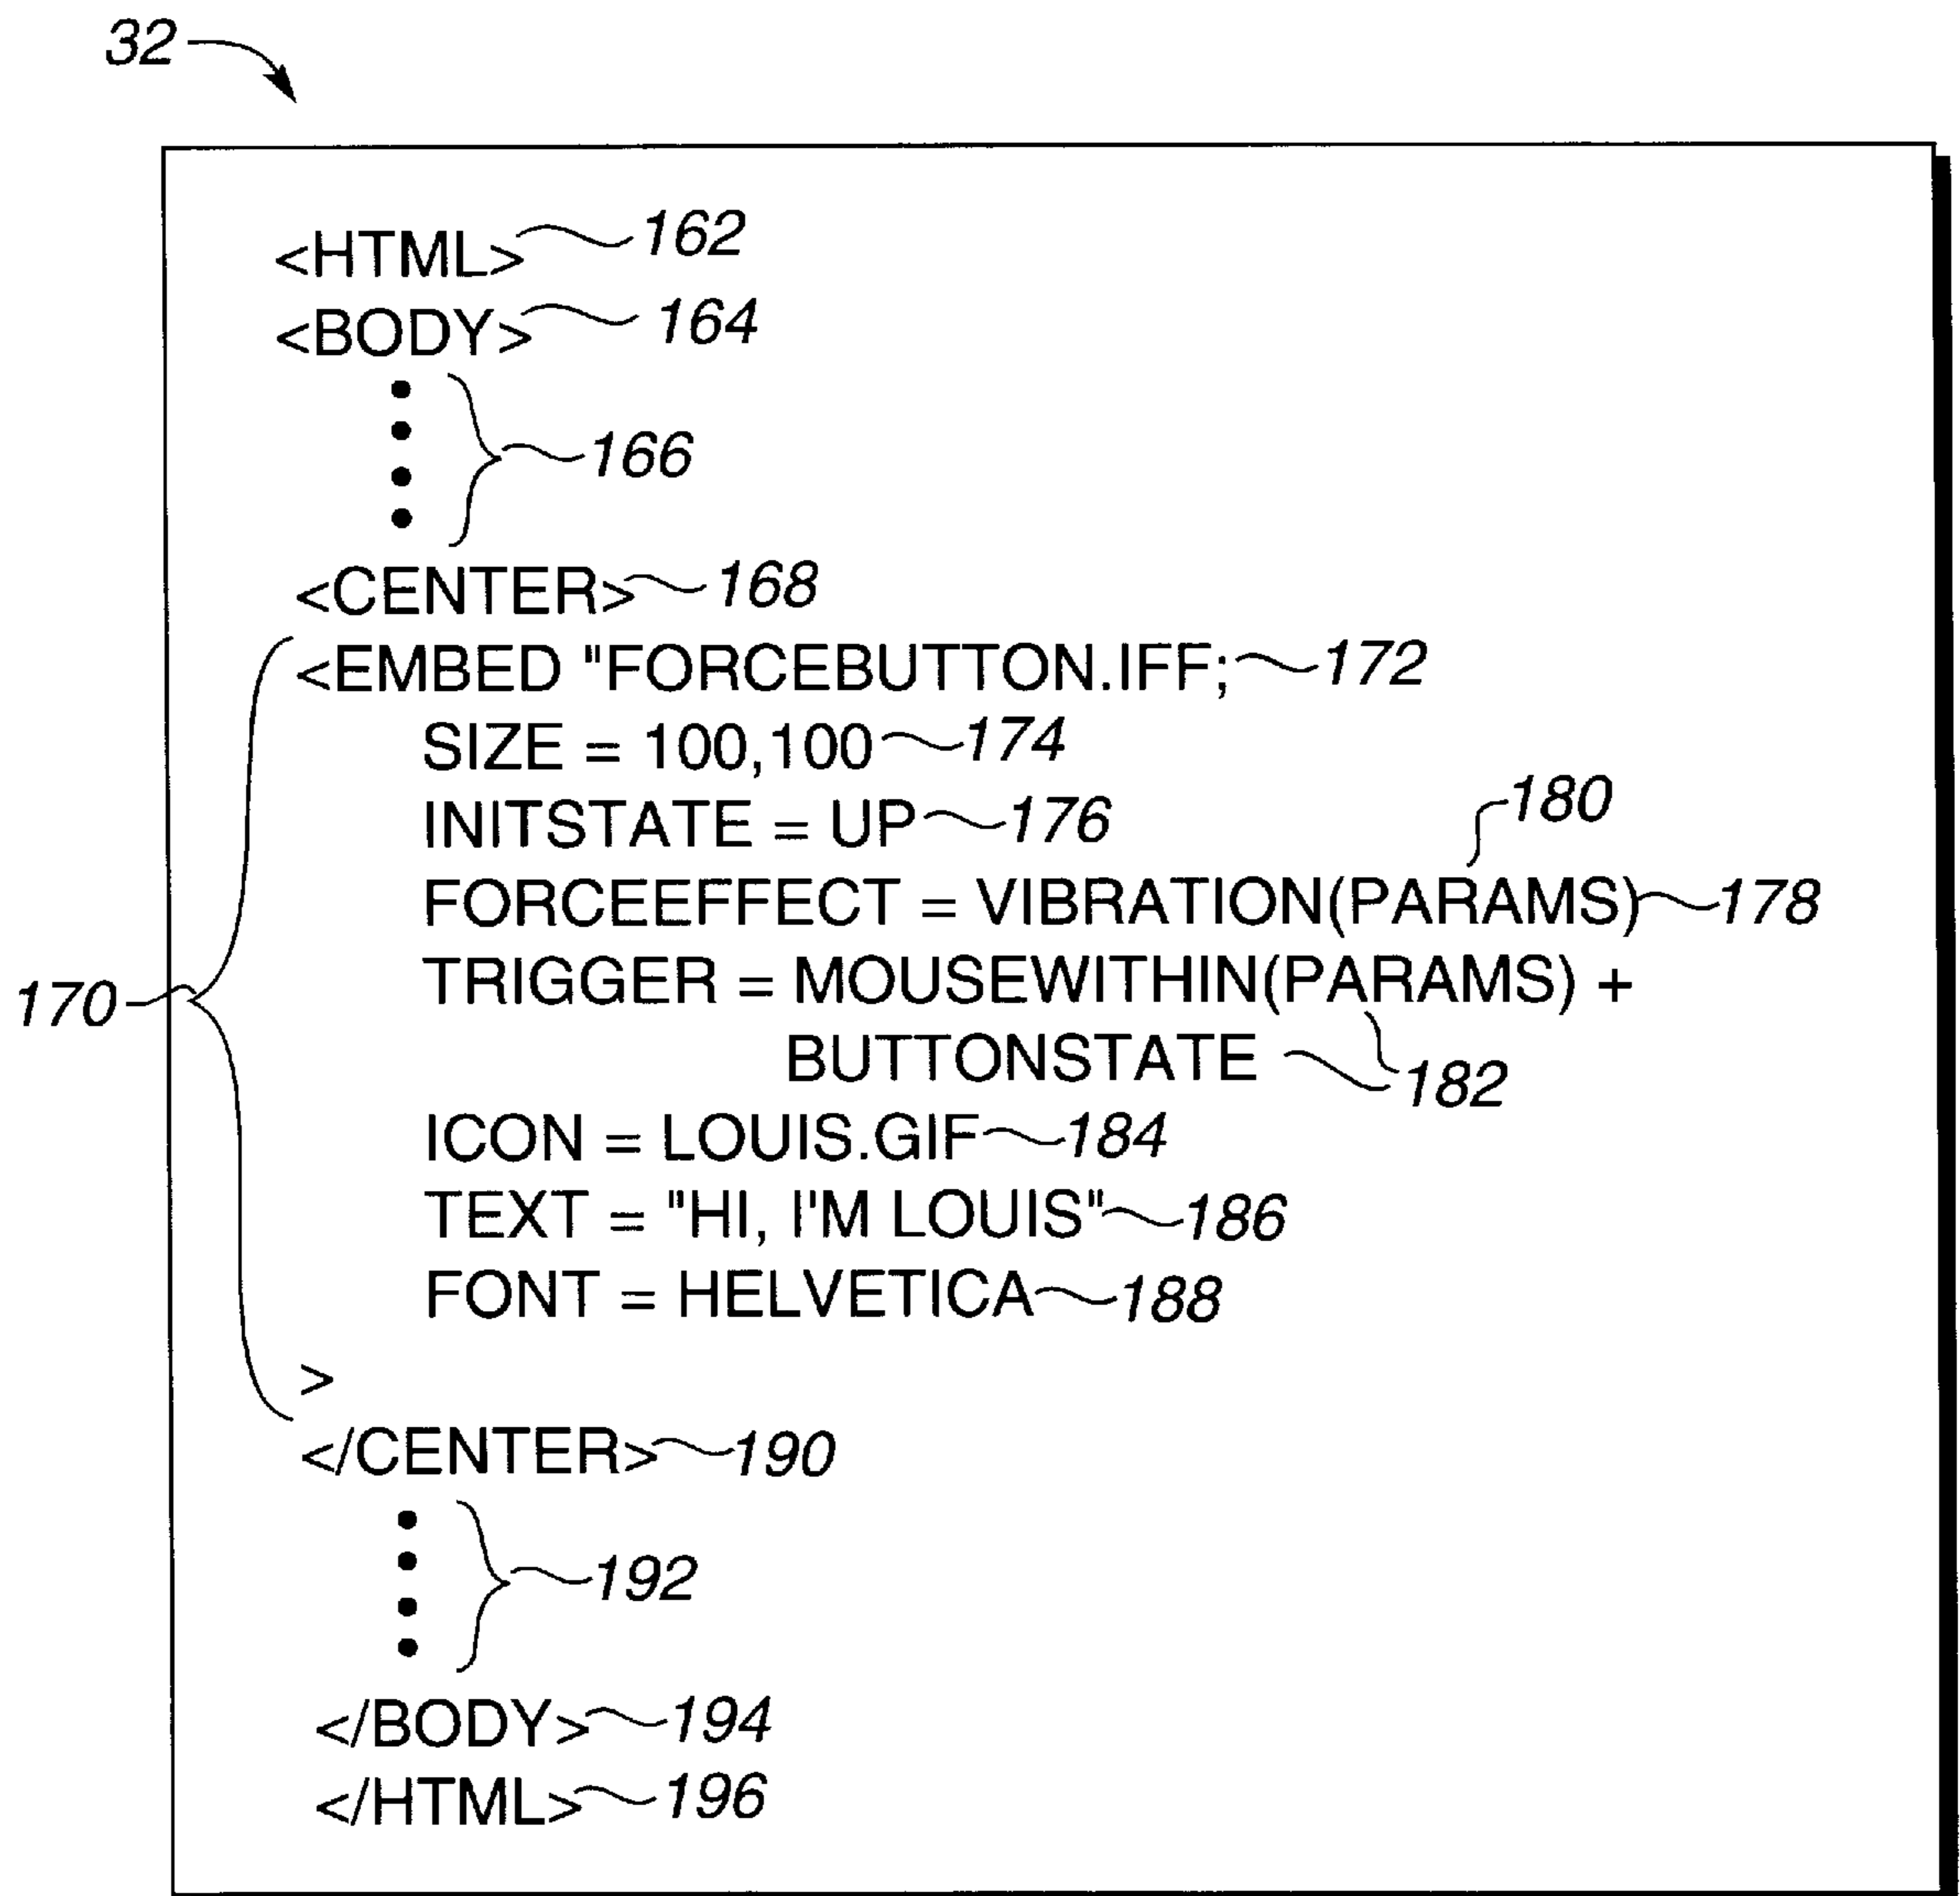 32
<HTML> 162
<BODY> 164
166
<CENTER> 168
<EMBED "FORCEBUTTON.IFF; 172
SIZE = 100,100 174
INITSTATE = UP 176
180
FORCEEFFECT = VIBRATION(PARAMS) 178
170
TRIGGER = MOUSEWITHIN(PARAMS) +
BUTTONSTATE 182
ICON = LOUIS.GIF 184
TEXT = "HI, I'M LOUIS" 186
FONT = HELVETICA 188
>
</CENTER> 190
192
</BODY> 194
</HTML> 196